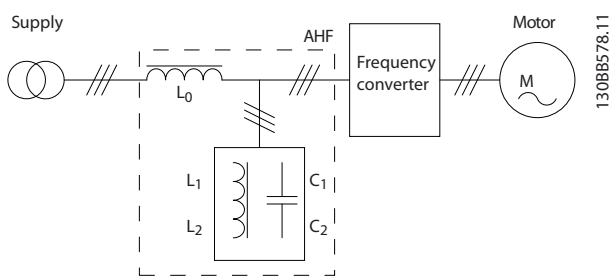 Supply
AHF
Motor
Frequency
converter
M
L0
L1
C1
L2
C2
130BB578.11